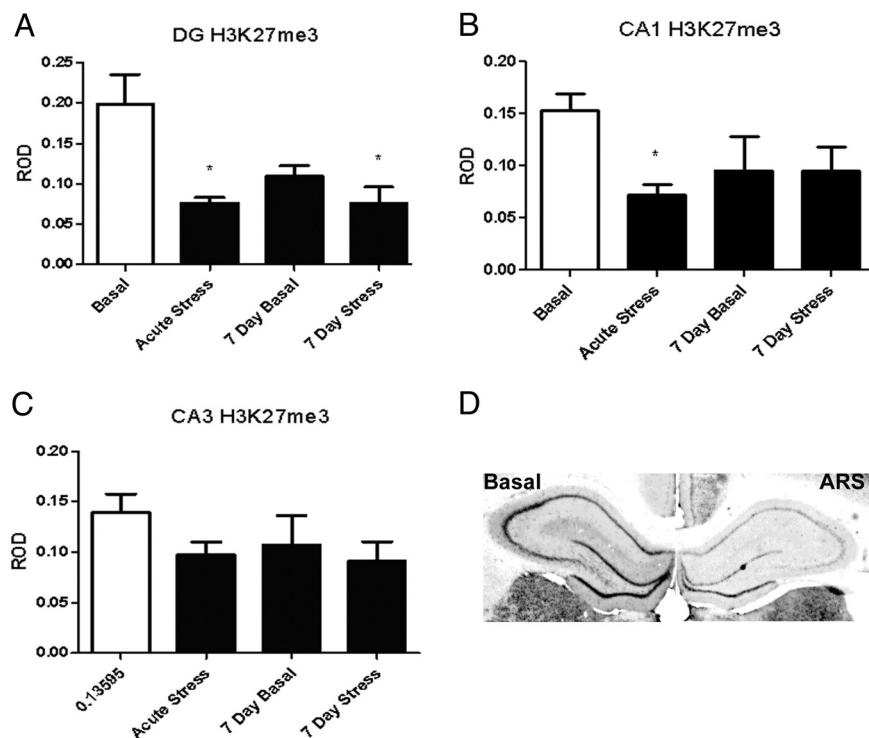 A
DG H3K27me3
ROD
0.25
0.20
0.15
0.10
0.05
0.00
*
*
Basal
Acute Stress
7 Day Basal
7 Day Stress
B
CA1 H3K27me3
ROD
0.20
0.15
0.10
0.05
0.00
*
Basal
Acute Stress
7 Day Basal
7 Day Stress
C
CA3 H3K27me3
ROD
0.20
0.15
0.10
0.05
0.00
0.13595
Acute Stress
7 Day Basal
7 Day Stress
D
Basal
ARS